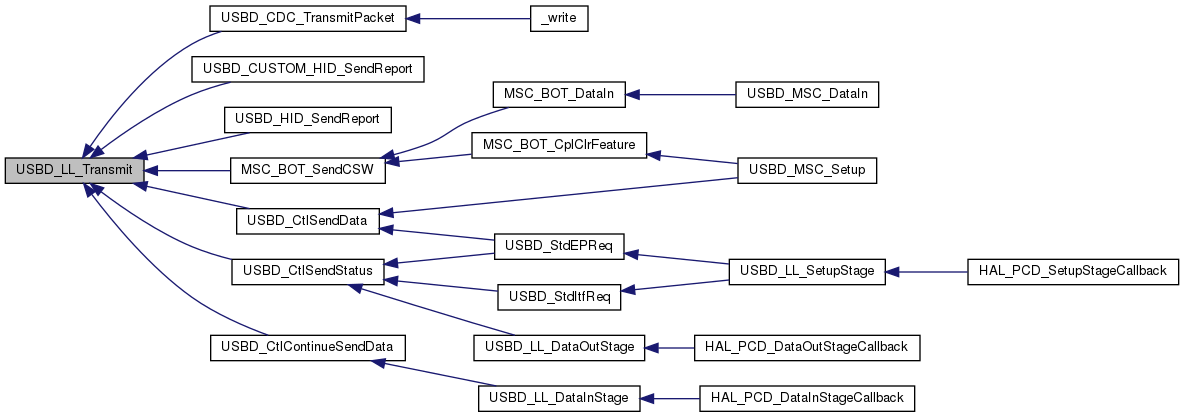 USBD_CDC_TransmitPacket
_write
USBD_CUSTOM_HID_SendReport
MSC_BOT_DataIn
USBD_MSC_DataIn
USBD_HID_SendReport
MSC_BOT_CplClrFeature
USBD_LL_Transmit
MSC_BOT_SendCSW
USBD_MSC_Setup
USBD_CtlSendData
USBD_StdEPReq
USBD_CtlSendStatus
USBD_LL_SetupStage
HAL_PCD_SetupStageCallback
USBD_StdItfReq
USBD_CtlContinueSendData
USBD_LL_DataOutStage
HAL_PCD_DataOutStageCallback
USBD_LL_DataInStage
HAL_PCD_DataInStageCallback